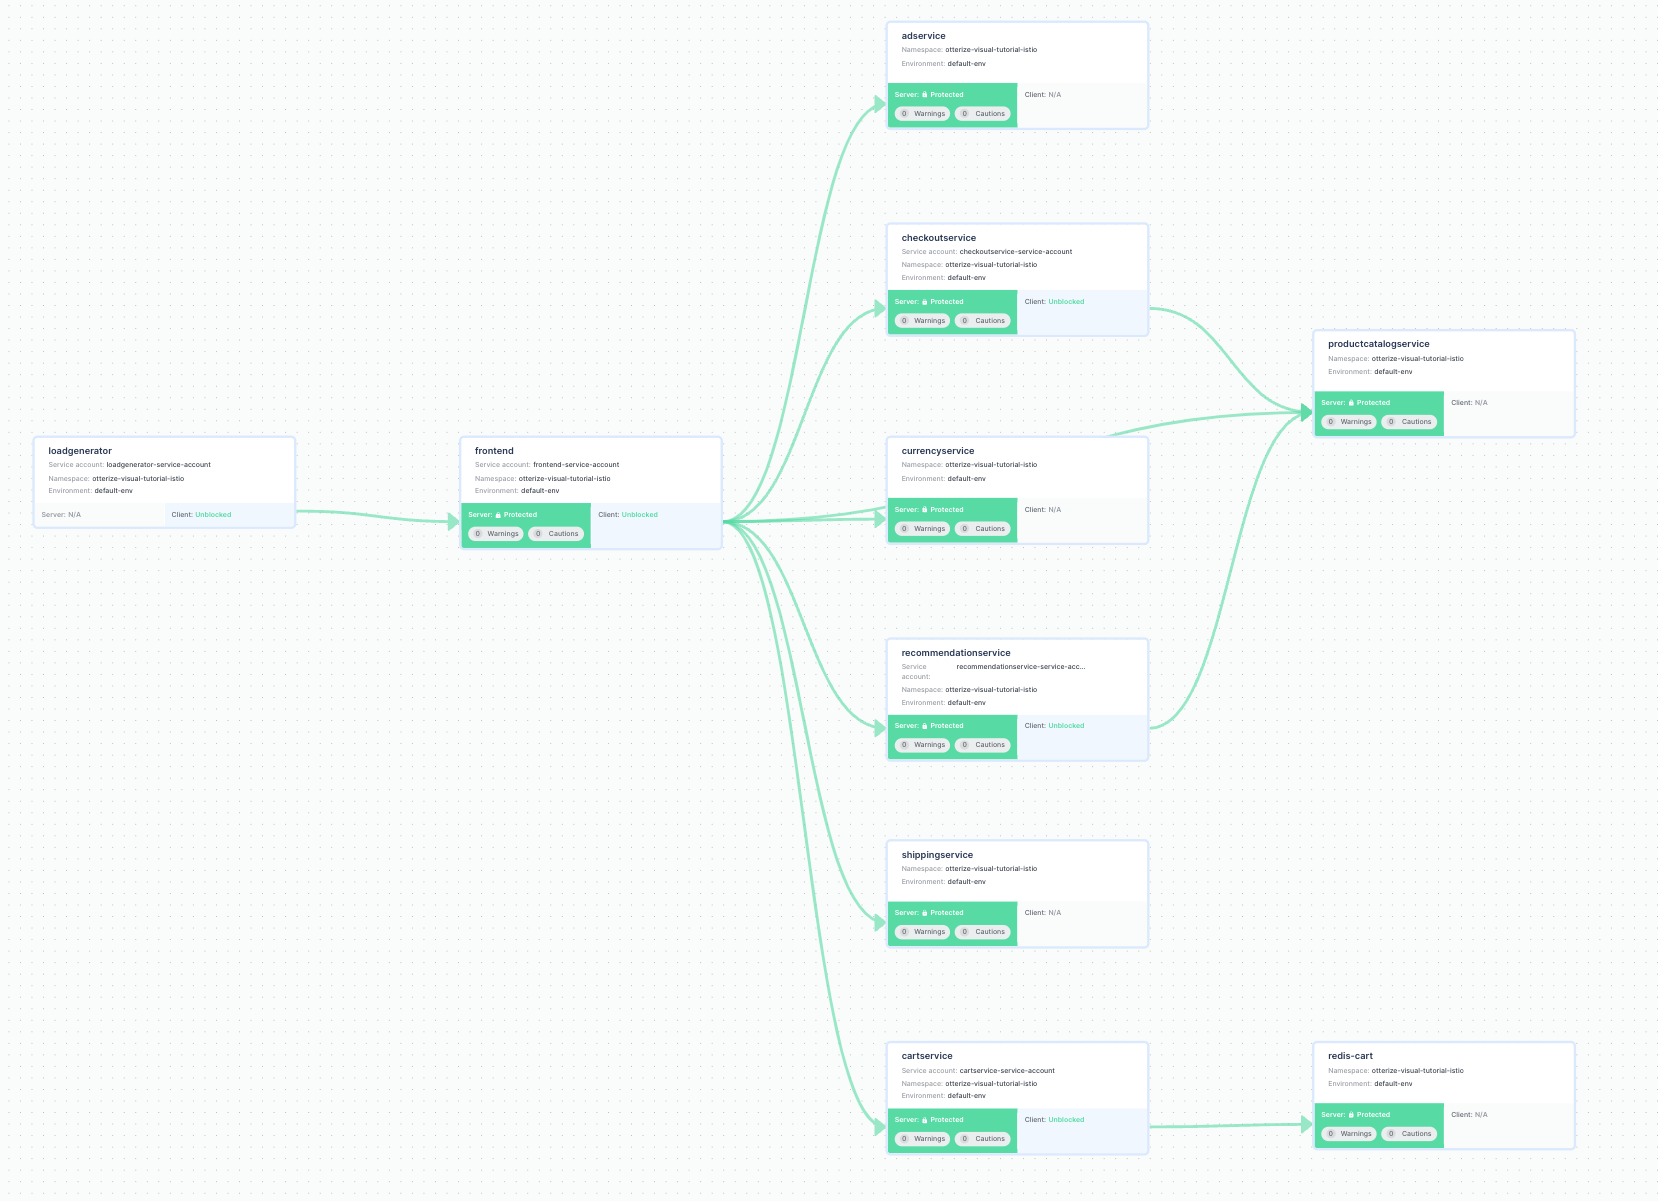 adservice
Namespace: otterize-visual-tutorial-istio
Environment: default-env
Server: Protected
Client: N/A
0 Warnings 0 Cautions
checkoutservice
Service account: checkoutservice-service-account
Namespace: otterize-visual-tutorial-istio
Environment: default-env
Server: Protected
Client: Unblocked
0 Warnings 0 Cautions
productcatalogservice
Namespace: otterize-visual-tutorial-istio
Environment: default-env
Server: Protected
Client: N/A
0 Warnings 0 Cautions
loadgenerator
Service account: loadgenerator-service-account
Namespace: otterize-visual-tutorial-istio
Environment: default-env
Server: N/A
Client: Unblocked
frontend
Service account: frontend-service-account
Namespace: otterize-visual-tutorial-istio
Environment: default-env
Server: Protected
Client: Unblocked
0 Warnings 0 Cautions
currencyservice
Namespace: otterize-visual-tutorial-istio
Environment: default-env
Server: Protected
Client: N/A
0 Warnings 0 Cautions
recommendationservice
Service recommendationservice-service-acc...
account:
Namespace: otterize-visual-tutorial-istio
Environment: default-env
Server: Protected
Client: Unblocked
0 Warnings 0 Cautions
shippingservice
Namespace: otterize-visual-tutorial-istio
Environment: default-env
Server: Protected
Client: N/A
0 Warnings 0 Cautions
cartservice
Service account: cartservice-service-account
Namespace: otterize-visual-tutorial-istio
Environment: default-env
Server: Protected
Client: Unblocked
0 Warnings 0 Cautions
redis-cart
Namespace: otterize-visual-tutorial-istio
Environment: default-env
Server: Protected
Client: N/A
0 Warnings 0 Cautions